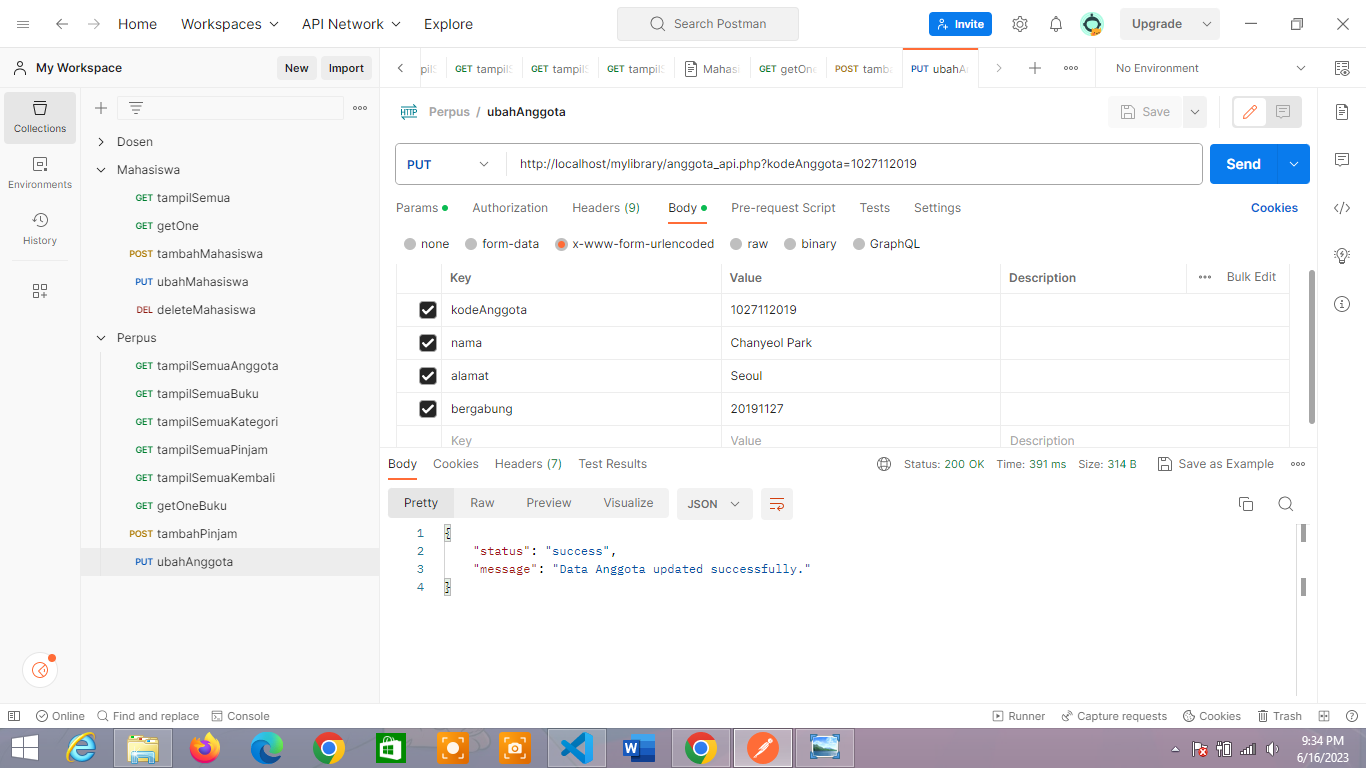 Home Workspaces API Network Explore Search Postman Invite Upgrade
My Workspace New Import GET tampilS GET tampilS GET tampilS Mahas GET getOne POST tamb PUT ubahA No Environment
Collections
Environments
History
Dosen
Mahasiswa
GET tampilSemua
GET getOne
POST tambahMahasiswa
PUT ubahMahasiswa
DEL deleteMahasiswa
Perpus
GET tampilSemuaAnggota
GET tampilSemuaBuku
GET tampilSemuaKategori
GET tampilSemuaPinjam
GET tampilSemuaKembali
GET getOneBuku
POST tambahPinjam
PUT ubahAnggota
HTTP Perpus / ubahAnggota Save
PUT http://localhost/mylibrary/anggota_api.php?kodeAnggota=1027112019 Send
Params Authorization Headers (9) Body Pre-request Script Tests Settings Cookies
none form-data x-www-form-urlencoded raw binary GraphQL
Key Value Description Bulk Edit
kodeAnggota 1027112019
nama Chanyeol Park
alamat Seoul
bergabung 20191127
Key Value Description
Body Cookies Headers (7) Test Results Status: 200 OK Time: 391 ms Size: 314 B Save as Example
Pretty Raw Preview Visualize JSON
1 {
2 "status": "success",
3 "message": "Data Anggota updated successfully."
4 }
Online Find and replace Console Runner Capture requests Cookies Trash
9:34 PM
6/16/2023